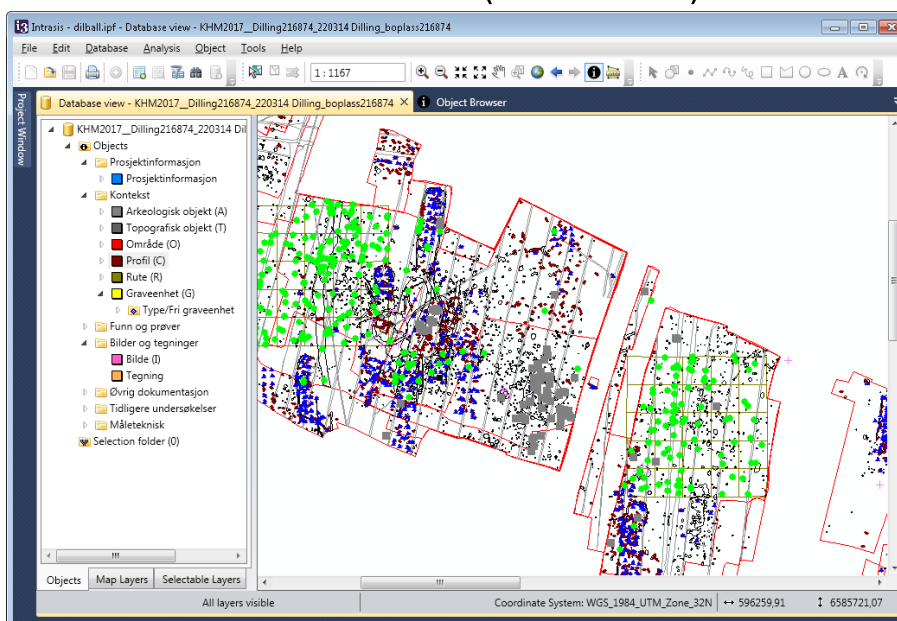 Intrasis - dilball.ipf - Database view - KHM2017__Dilling216874_220314 Dilling_boplass216874
File Edit Database Analysis Object Tools Help
1:1167
Project Window
Database view - KHM2017__Dilling216874_220314 Dilling_boplass216874
Object Browser
KHM2017__Dilling216874_220314 Dil
Objects
Prosjektinformasjon
Prosjektinformasjon
Kontekst
Arkeologisk objekt (A)
Topografisk objekt (T)
Område (O)
Profil (C)
Rute (R)
Graveenhet (G)
Type/Fri graveenhet
Funn og prøver
Bilder og tegninger
Bilde (I)
Tegning
Øvrig dokumentasjon
Tidligere undersøkelser
Måleteknisk
Selection folder (0)
Objects Map Layers Selectable Layers
All layers visible Coordinate System: WGS_1984_UTM_Zone_32N 596259,91 6585721,07